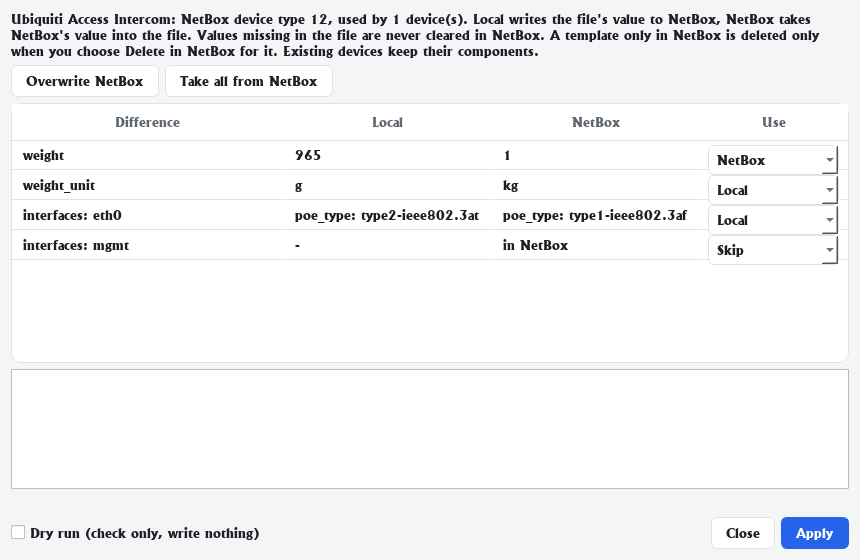 Ubiquiti Access Intercom: NetBox device type 12, used by 1 device(s). Local writes the file's value to NetBox, NetBox takes
NetBox's value into the file. Values missing in the file are never cleared in NetBox. A template only in NetBox is deleted only
when you choose Delete in NetBox for it. Existing devices keep their components.
Overwrite NetBox
Take all from NetBox
Difference Local NetBox Use
weight 965 1 NetBox
weight_unit g kg Local
interfaces: eth0 poe_type: type2-ieee802.3at poe_type: type1-ieee802.3af Local
interfaces: mgmt - in NetBox Skip
Dry run (check only, write nothing)
Close
Apply